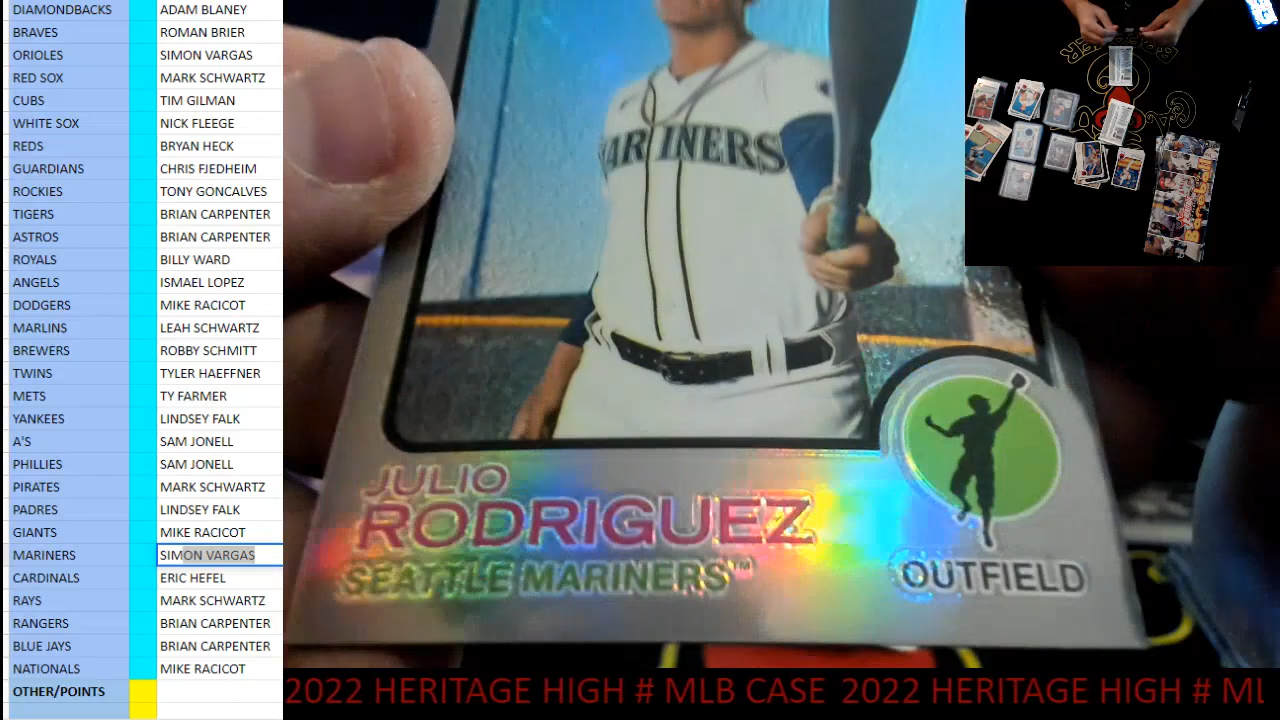 DIAMONDBACKS ADAM BLANEY
BRAVES ROMAN BRIER
ORIOLES SIMON VARGAS
RED SOX MARK SCHWARTZ
CUBS TIM GILMAN
WHITE SOX NICK FLEEGE
REDS BRYAN HECK
GUARDIANS CHRIS FJEDHEIM
ROCKIES TONY GONCALVES
TIGERS BRIAN CARPENTER
ASTROS BRIAN CARPENTER
ROYALS BILLY WARD
ANGELS ISMAEL LOPEZ
DODGERS MIKE RACICOT
MARLINS LEAH SCHWARTZ
BREWERS ROBBY SCHMITT
TWINS TYLER HAEFFNER
METS TY FARMER
YANKEES LINDSEY FALK
A'S SAM JONELL
PHILLIES SAM JONELL
PIRATES MARK SCHWARTZ
PADRES LINDSEY FALK
GIANTS MIKE RACICOT
MARINERS SIMON VARGAS
CARDINALS ERIC HEFEL
RAYS MARK SCHWARTZ
RANGERS BRIAN CARPENTER
BLUE JAYS BRIAN CARPENTER
NATIONALS MIKE RACICOT
OTHER/POINTS
MARINERS
JULIO
RODRIGUEZ
SEATTLE MARINERS™
OUTFIELD
Baseball
2022 HERITAGE HIGH # MLB CASE 2022 HERITAGE HIGH # ML